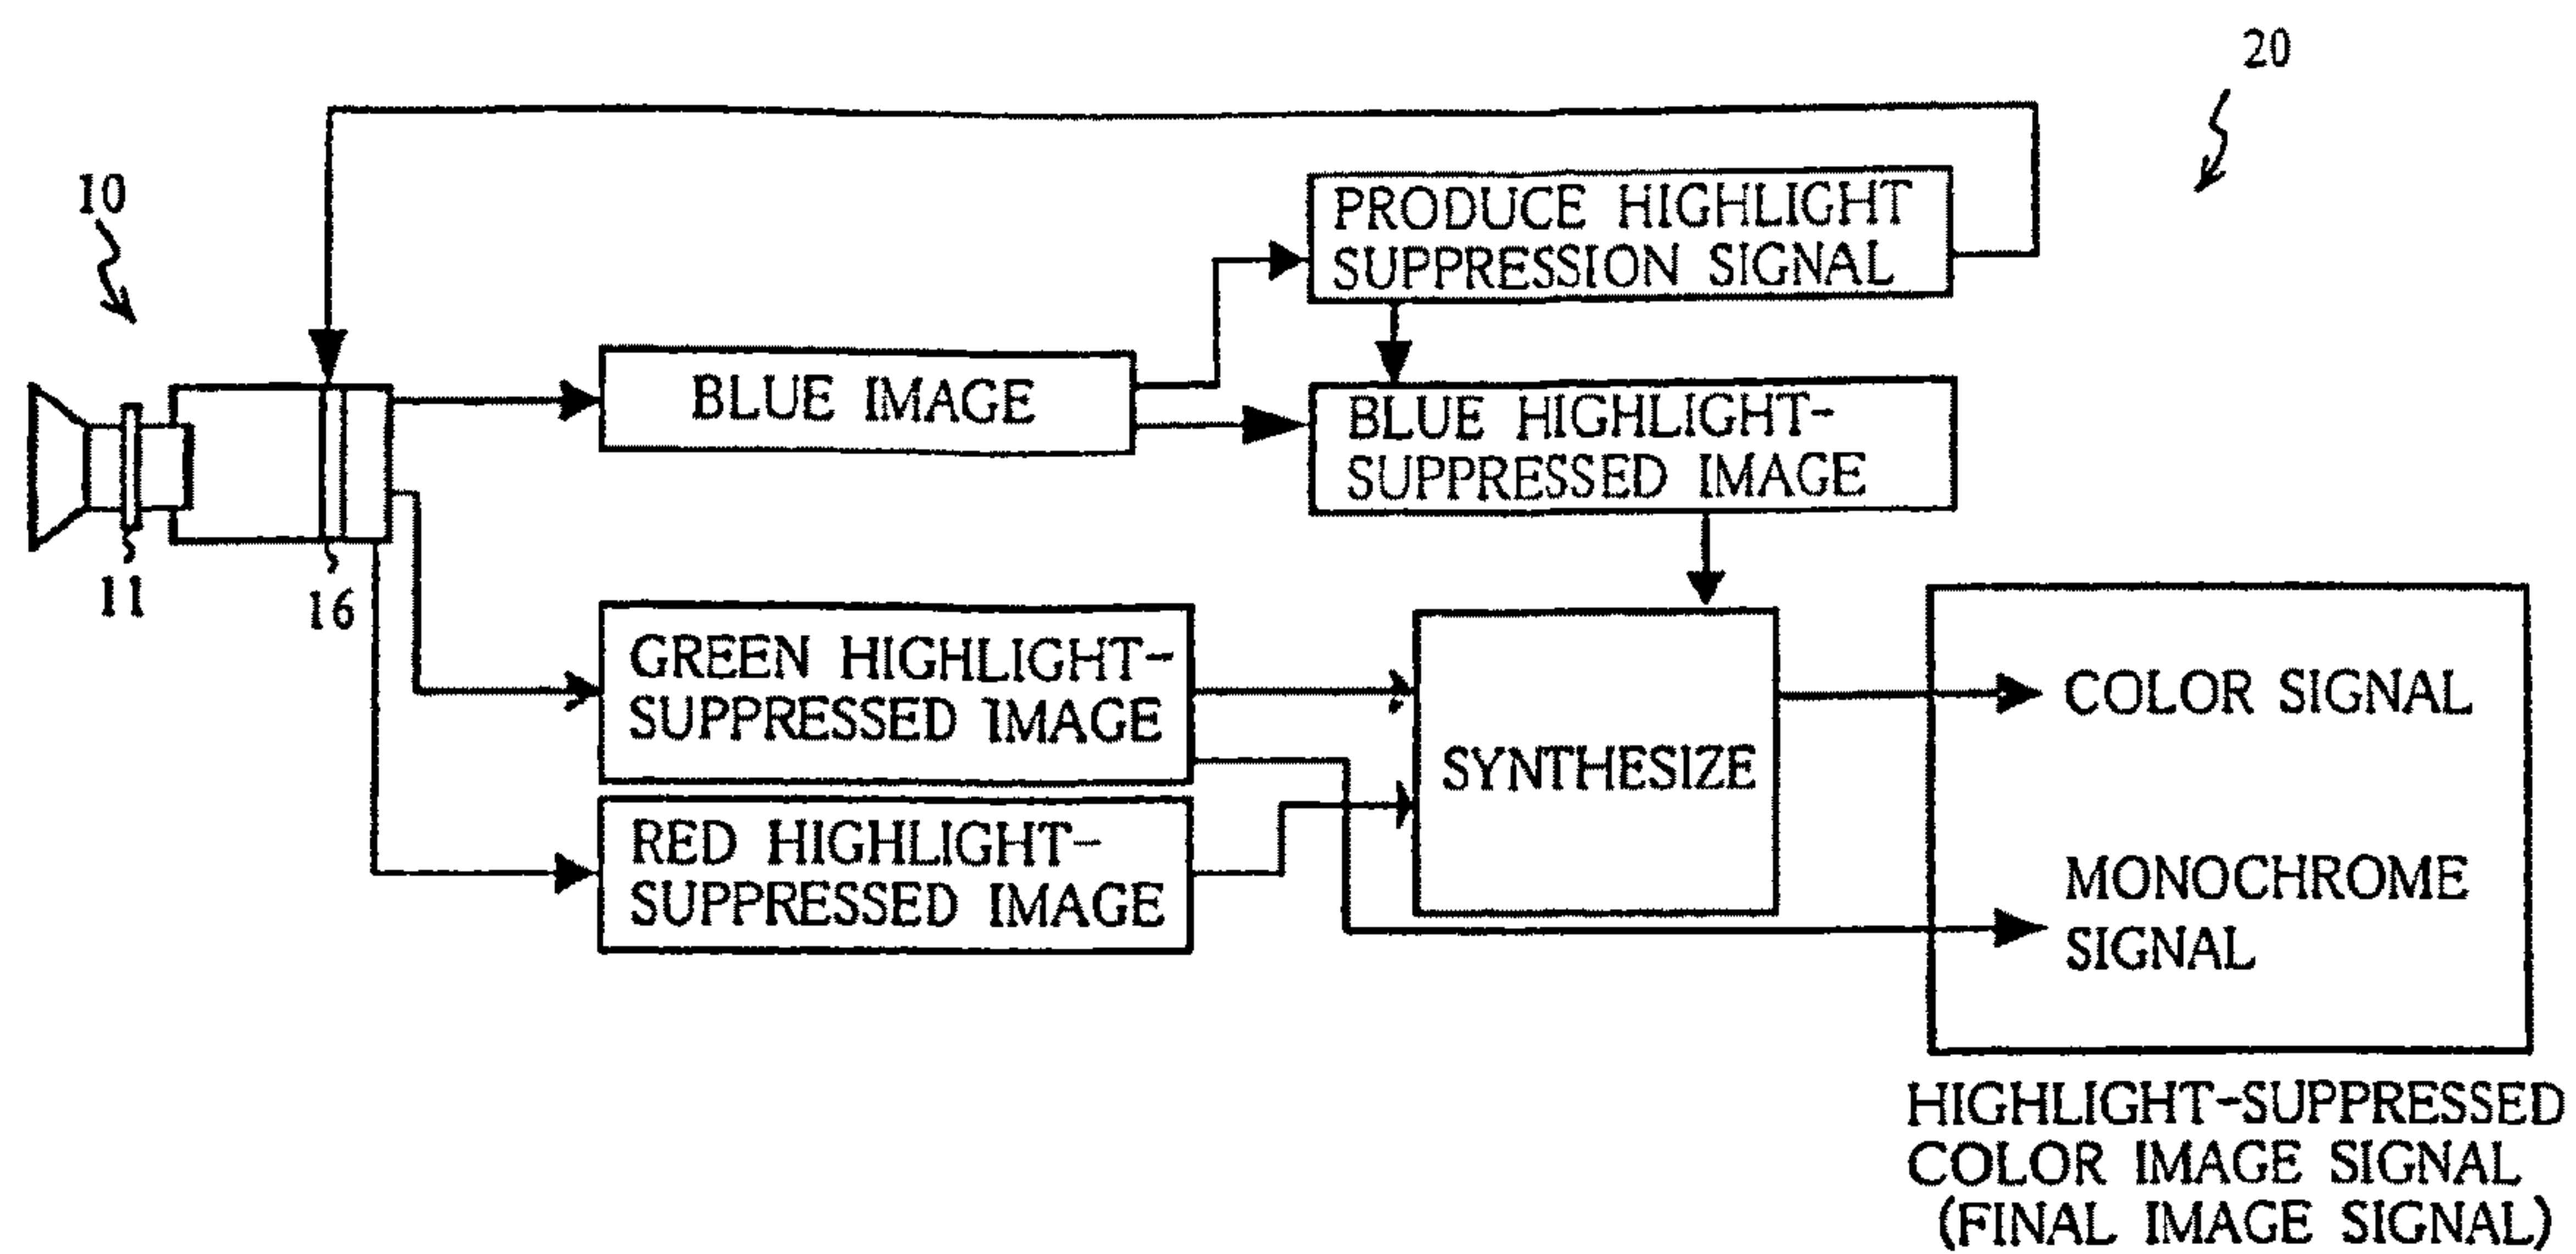 20
10
PRODUCE HIGHLIGHT
SUPPRESSION SIGNAL
BLUE IMAGE
BLUE HIGHLIGHT-
SUPPRESSED IMAGE
11
16
GREEN HIGHLIGHT-
SUPPRESSED IMAGE
RED HIGHLIGHT-
SUPPRESSED IMAGE
SYNTHESIZE
COLOR SIGNAL
MONOCHROME
SIGNAL
HIGHLIGHT-SUPPRESSED
COLOR IMAGE SIGNAL
(FINAL IMAGE SIGNAL)